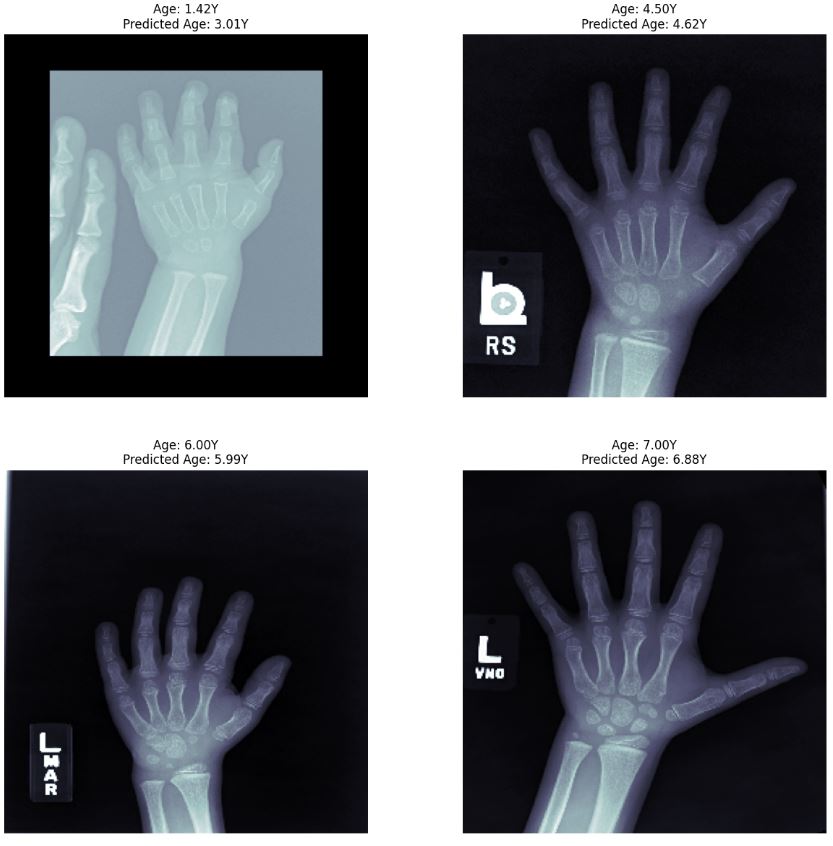 Age: 1.42Y
Predicted Age: 3.01Y
Age: 4.50Y
Predicted Age: 4.62Y
RS
Age: 6.00Y
Predicted Age: 5.99Y
L
MAR
Age: 7.00Y
Predicted Age: 6.88Y
L
VNO